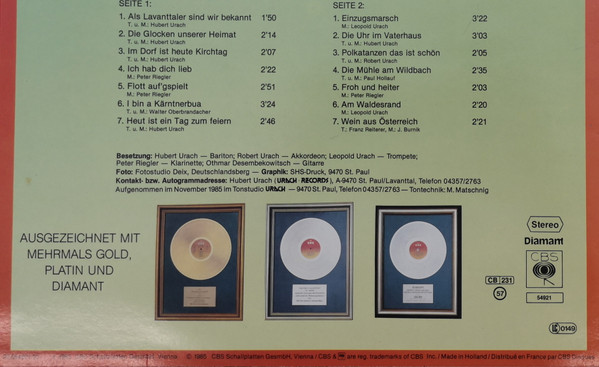 SEITE 1:
1. Als Lavanttaler sind wir bekannt 1'50
T. u. M.: Hubert Urach
2. Die Glocken unserer Heimat 2'14
T. u. M.: Hubert Urach
3. Im Dorf ist heute Kirchtag 2'07
T. u. M.: Hubert Urach
4. Ich hab dich lieb 2'22
M.: Peter Riegler
5. Flott auf'gspielt 2'51
M.: Peter Riegler
6. I bin a Kärntnerbua 3'24
T. u. M.: Walter Oberbrandacher
7. Heut ist ein Tag zum feiern 2'46
T. u. M.: Hubert Urach
SEITE 2:
1. Einzugsmarsch 3'22
M.: Leopold Urach
2. Die Uhr im Vaterhaus 3'03
T. u. M.: Hubert Urach
3. Polkatanzen das ist schön 2'05
T. u. M.: Robert Urach
4. Die Mühle am Wildbach 2'35
T. u. M.: Paul Hollauf
5. Froh und heiter 2'03
M.: Peter Riegler
6. Am Waldesrand 2'20
M.: Leopold Urach
7. Wein aus Österreich 2'21
T.: Franz Reiterer, M.: J. Burnik
Besetzung: Hubert Urach — Bariton; Robert Urach — Akkordeon; Leopold Urach — Trompete;
Peter Riegler — Klarinette; Othmar Desembekowitsch — Gitarre
Foto: Fotostudio Deix, Deutschlandsberg — Graphik: SHS-Druck, 9470 St. Paul
Kontakt- bzw. Autogrammadresse: Hubert Urach (URACH-RECORDS), A-9470 St. Paul/Lavanttal, Telefon 04357/2763
Aufgenommen im November 1985 im Tonstudio URACH — 9470 St. Paul, Telefon 04357/2763 — Tontechnik: M. Matschnig
AUSGEZEICHNET MIT
MEHRMALS GOLD,
PLATIN UND
DIAMANT
Stereo
Diamant
CBS
CB 231
57
54921
0149
© 1985 CBS Schallplatten GesmbH, Vienna / CBS & are reg. trademarks of CBS Inc. / Made in Holland / Distribué en France par CBS Disques